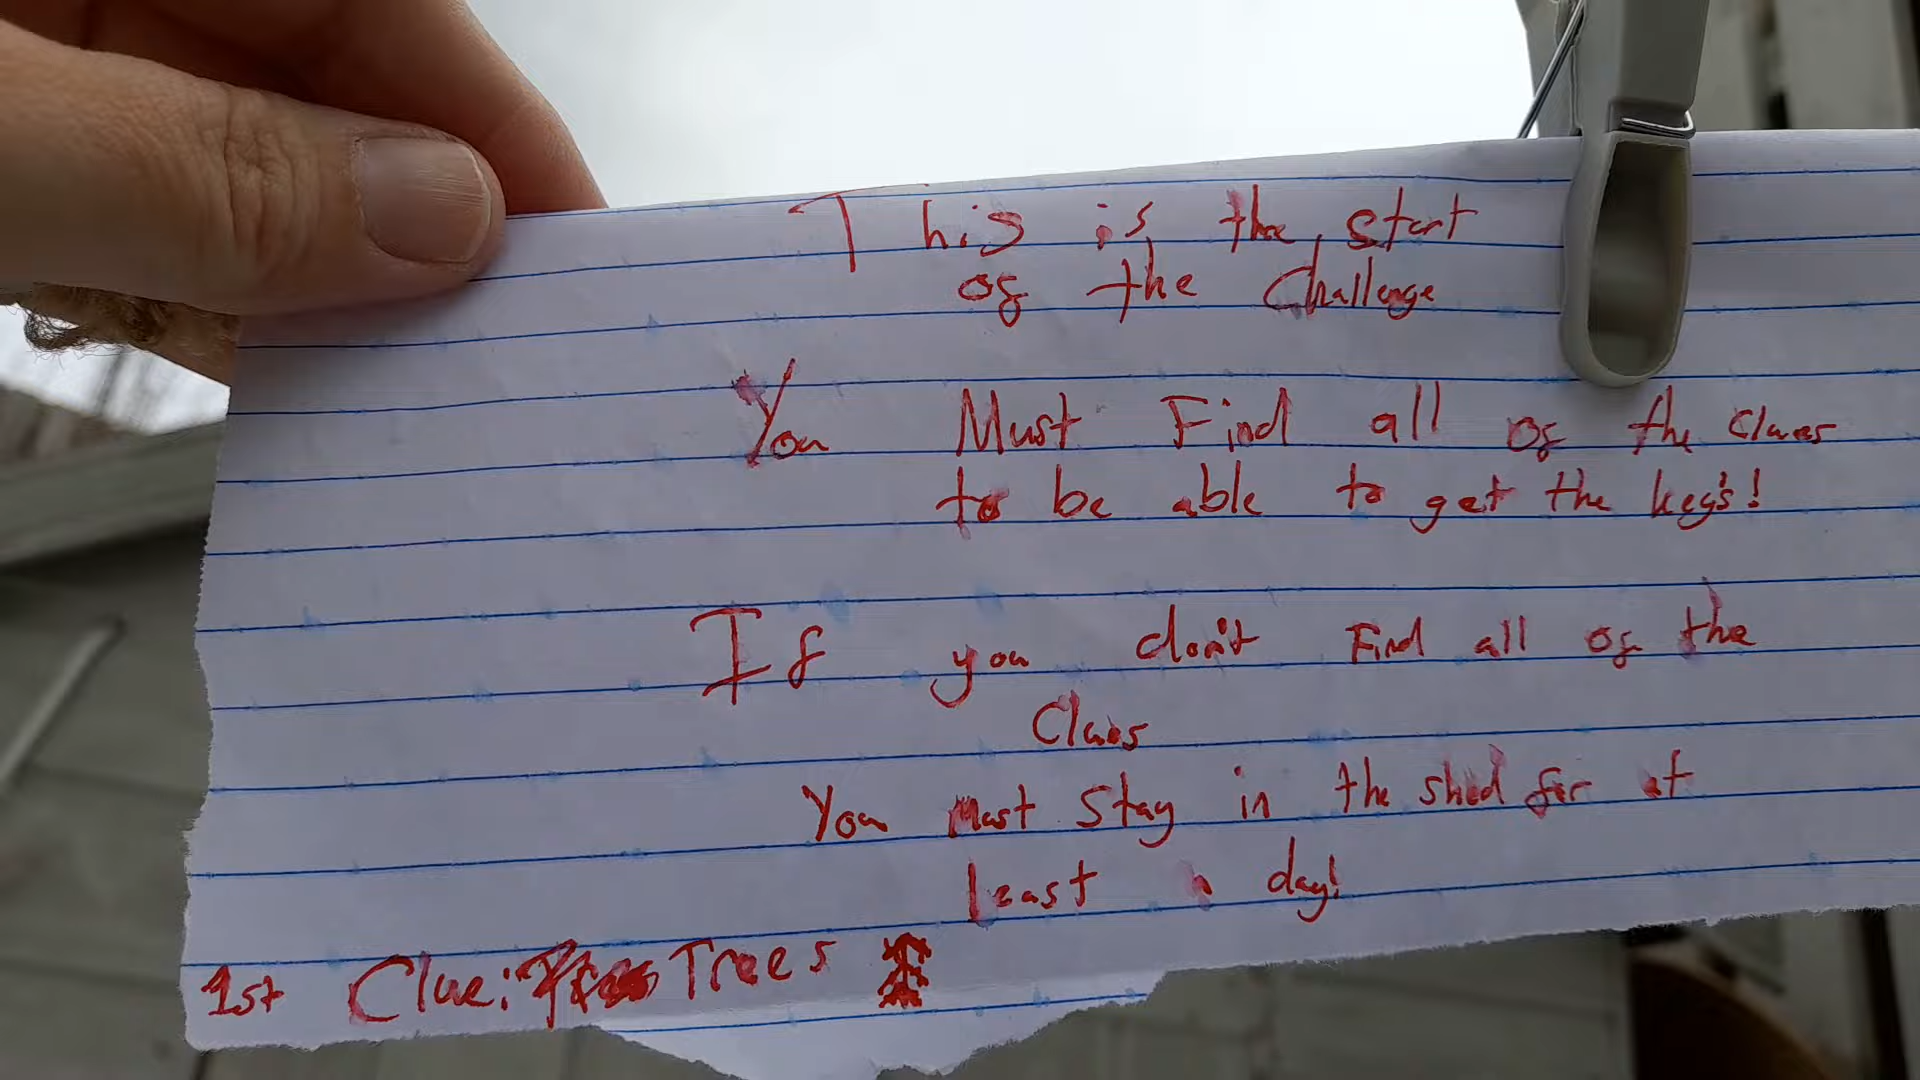 This is the start
of the Challenge
You Must Find all of the clues
to be able to get the key's!
If you don't Find all of the
Clues
You Must Stay in the shed for at
least a day!
1st Clue: Trees